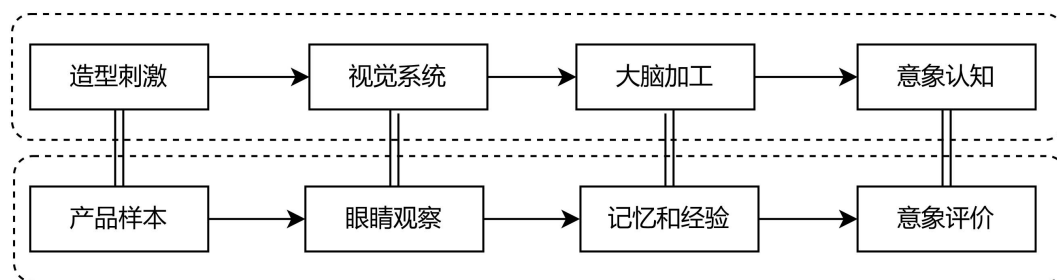 造型刺激
视觉系统
大脑加工
意象认知
产品样本
眼睛观察
记忆和经验
意象评价